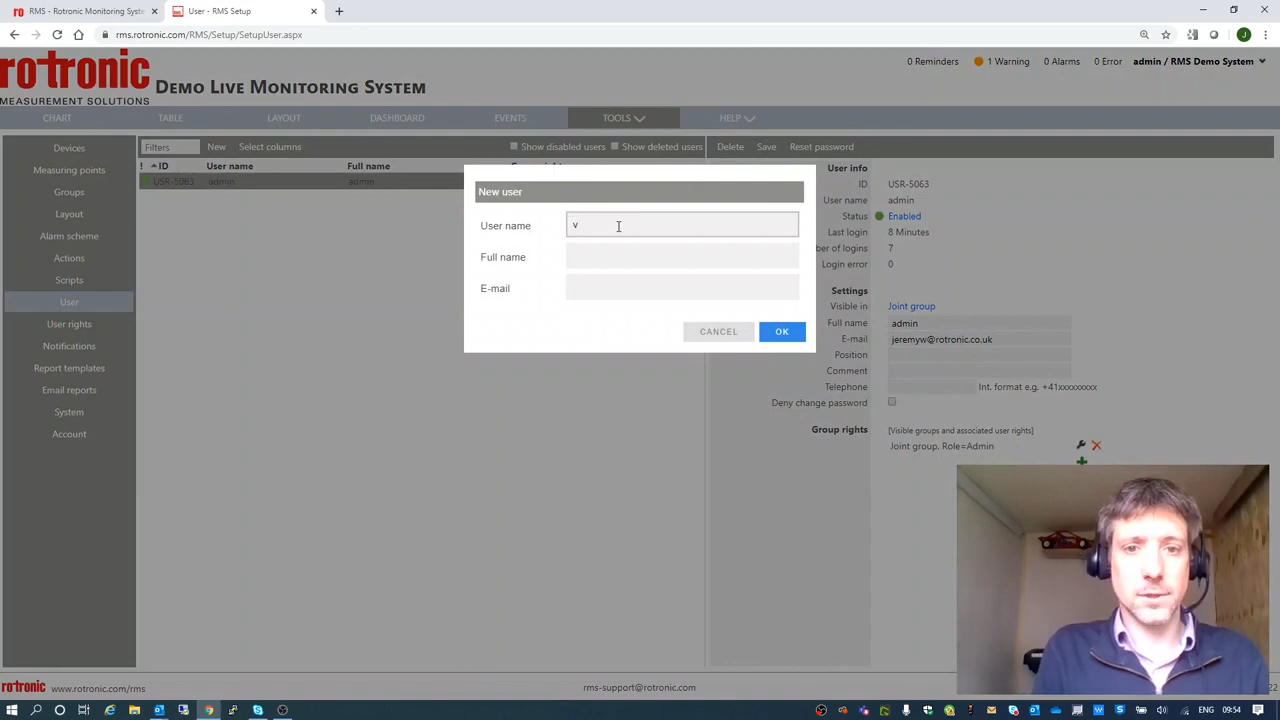 RMS - Rotronic Monitoring Syste
User - RMS Setup
rms.rotronic.com/RMS/Setup/SetupUser.aspx
J
rotronic
MEASUREMENT SOLUTIONS
DEMO LIVE MONITORING SYSTEM
0 Reminders
1 Warning
0 Alarms
0 Error
admin / RMS Demo System
CHART
TABLE
LAYOUT
DASHBOARD
EVENTS
TOOLS
HELP
Devices
Measuring points
Groups
Layout
Alarm scheme
Actions
Scripts
User
User rights
Notifications
Report templates
Email reports
System
Account
Filters
New
Select columns
Show disabled users
Show deleted users
! ID
User name
Full name
USR-5063
admin
admin
New user
User name
v
Full name
E-mail
CANCEL
OK
Delete
Save
Reset password
User info
ID
USR-5063
User name
admin
Status
Enabled
Last login
8 Minutes
ber of logins
7
Login error
0
Settings
Visible in
Joint group
Full name
admin
E-mail
jeremyw@rotronic.co.uk
Position
Comment
Telephone
Int. format e.g. +41xxxxxxxxx
Deny change password
Group rights
[Visible groups and associated user rights]
Joint group, Role=Admin
rotronic
www.rotronic.com/rms
rms-support@rotronic.com
22
ENG
09:54